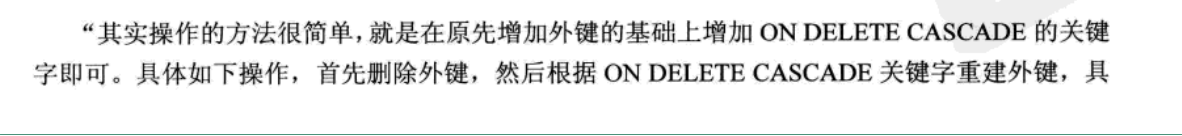 “其实操作的方法很简单，就是在原先增加外键的基础上增加 ON DELETE CASCADE 的关键
字即可。具体如下操作，首先删除外键，然后根据 ON DELETE CASCADE 关键字重建外键，具